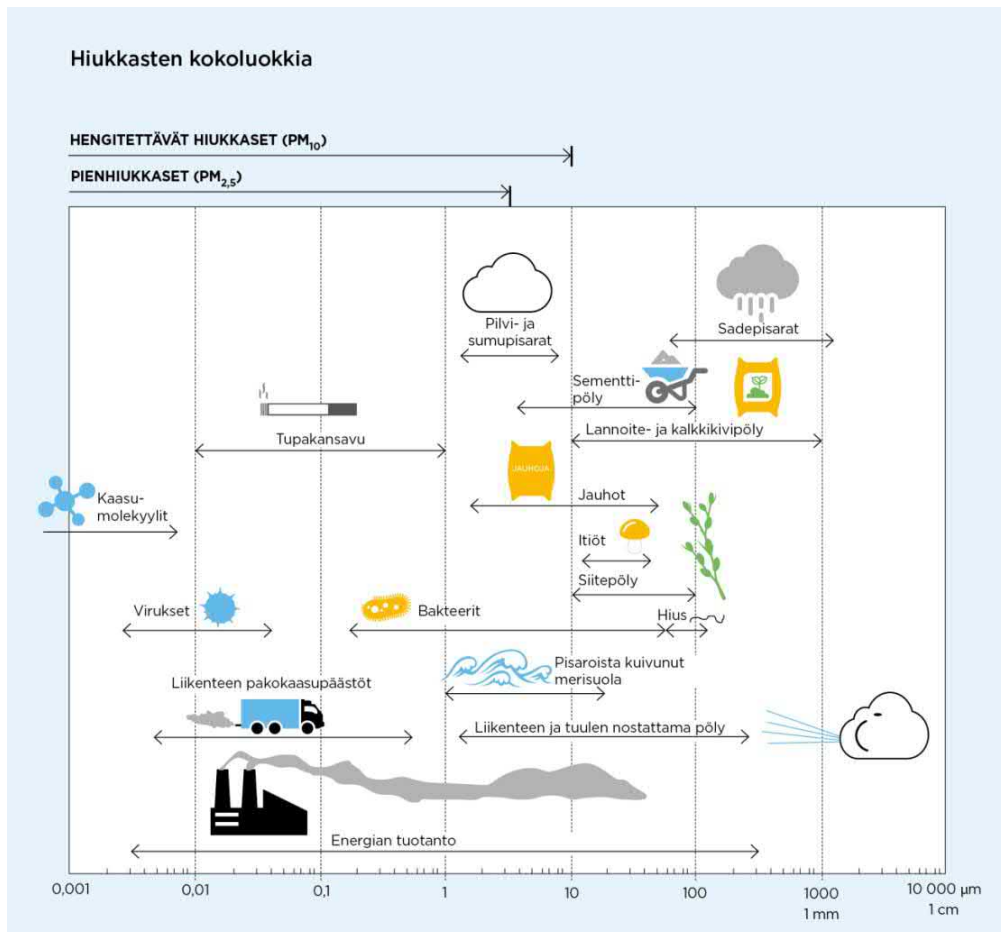 Hiukkasten kokoluokkia
HENGITETTÄVÄT HIUKKASET (PM10)
PIENHIUKKASET (PM2,5)
Pilvi- ja
sumupisarat
Sadepisarat
Sementti-
pöly
Tupakansavu
Lannoite- ja kalkkikivipöly
JAUHOJA
Kaasu-
molekyylit
Jauhot
Itiöt
Siitepöly
Virukset
Bakteerit
Hius
Pisaroista kuivunut
merisuola
Liikenteen pakokaasupäästöt
Liikenteen ja tuulen nostattama pöly
Energian tuotanto
0,001 0,01 0,1 1 10 100 1000 10 000 µm
1 mm 1 cm